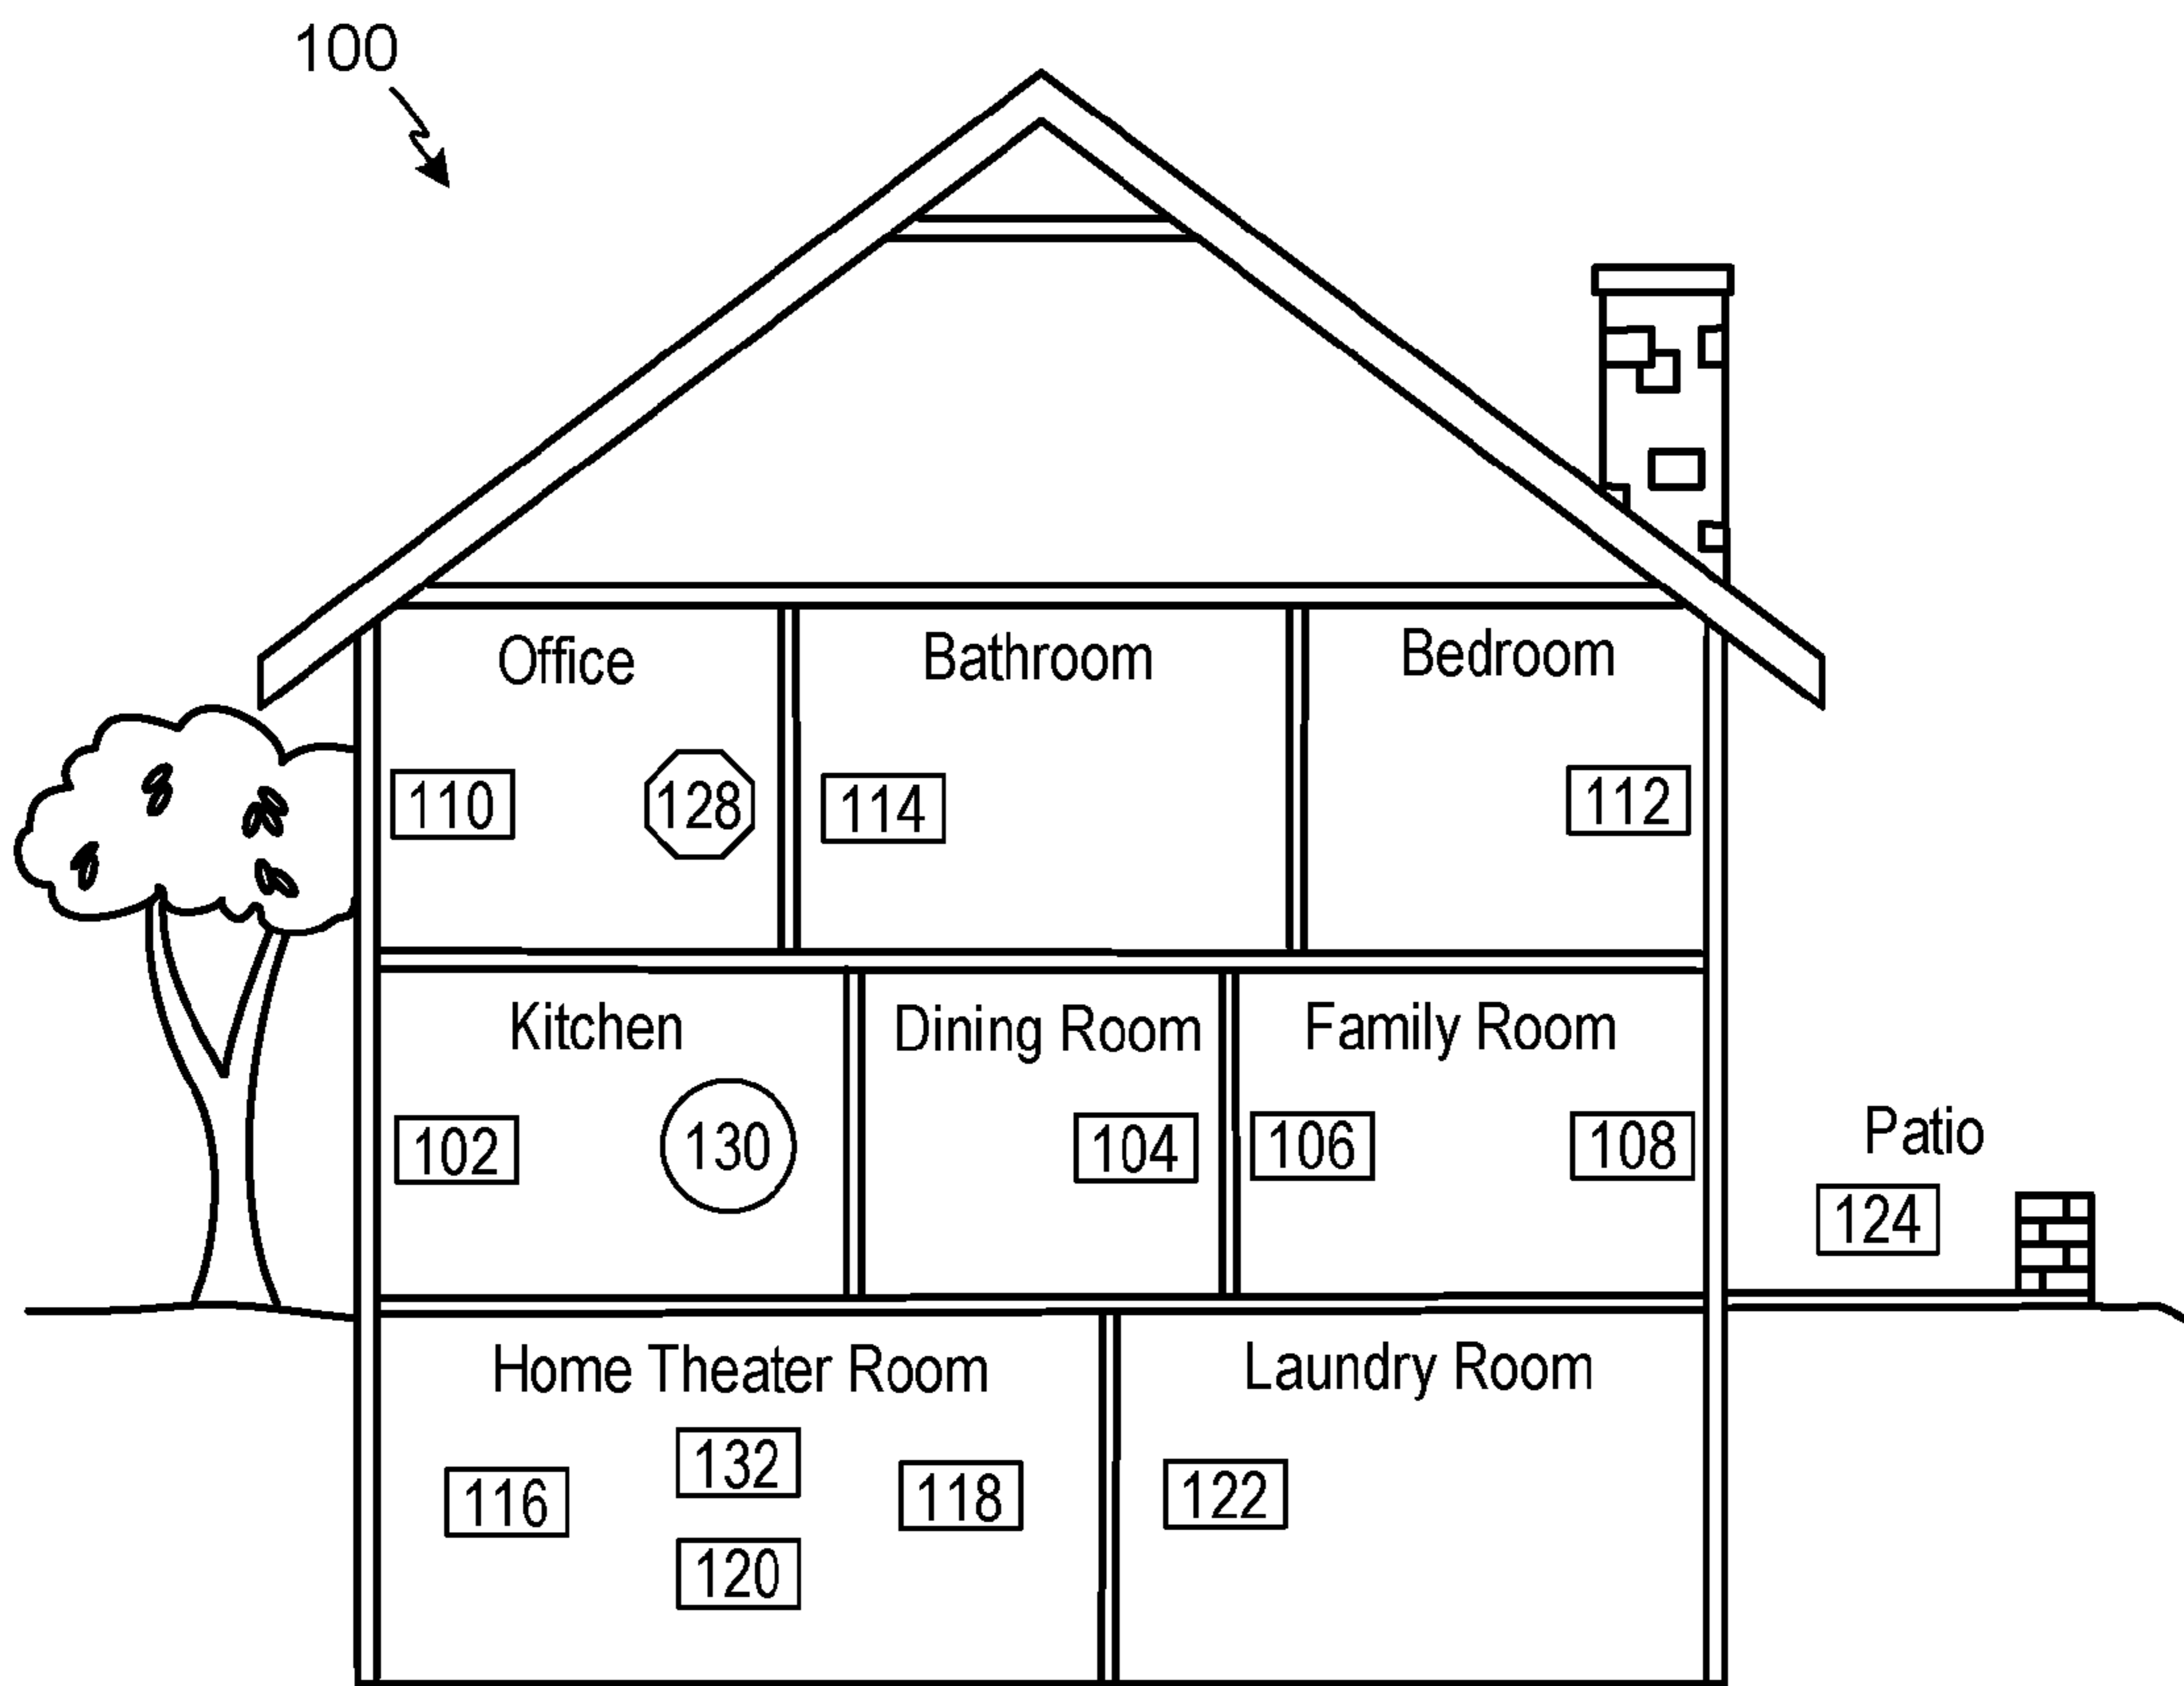 100
Office
Bathroom
Bedroom
110
128
114
112
Kitchen
Dining Room
Family Room
102
130
104
106
108
Patio
124
Home Theater Room
Laundry Room
132
116
118
122
120